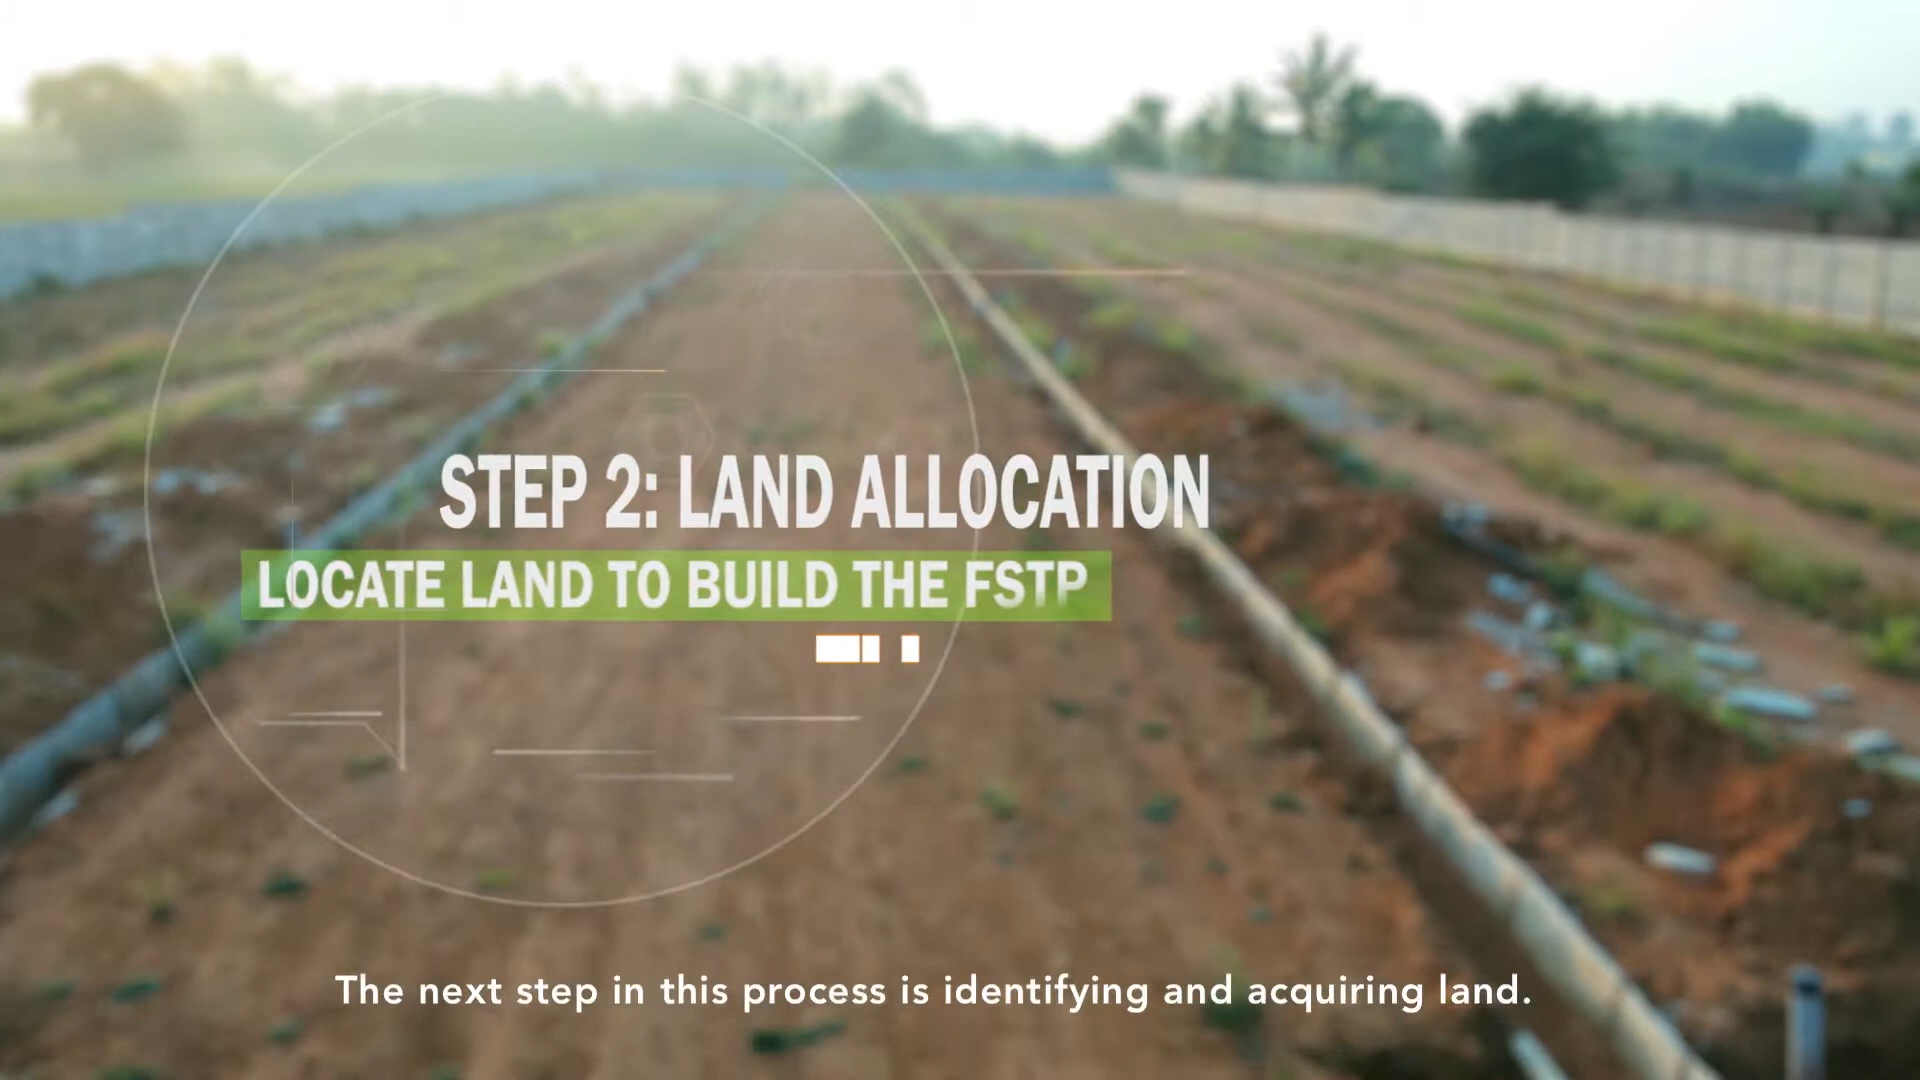 STEP 2: LAND ALLOCATION
LOCATE LAND TO BUILD THE FSTP
The next step in this process is identifying and acquiring land.